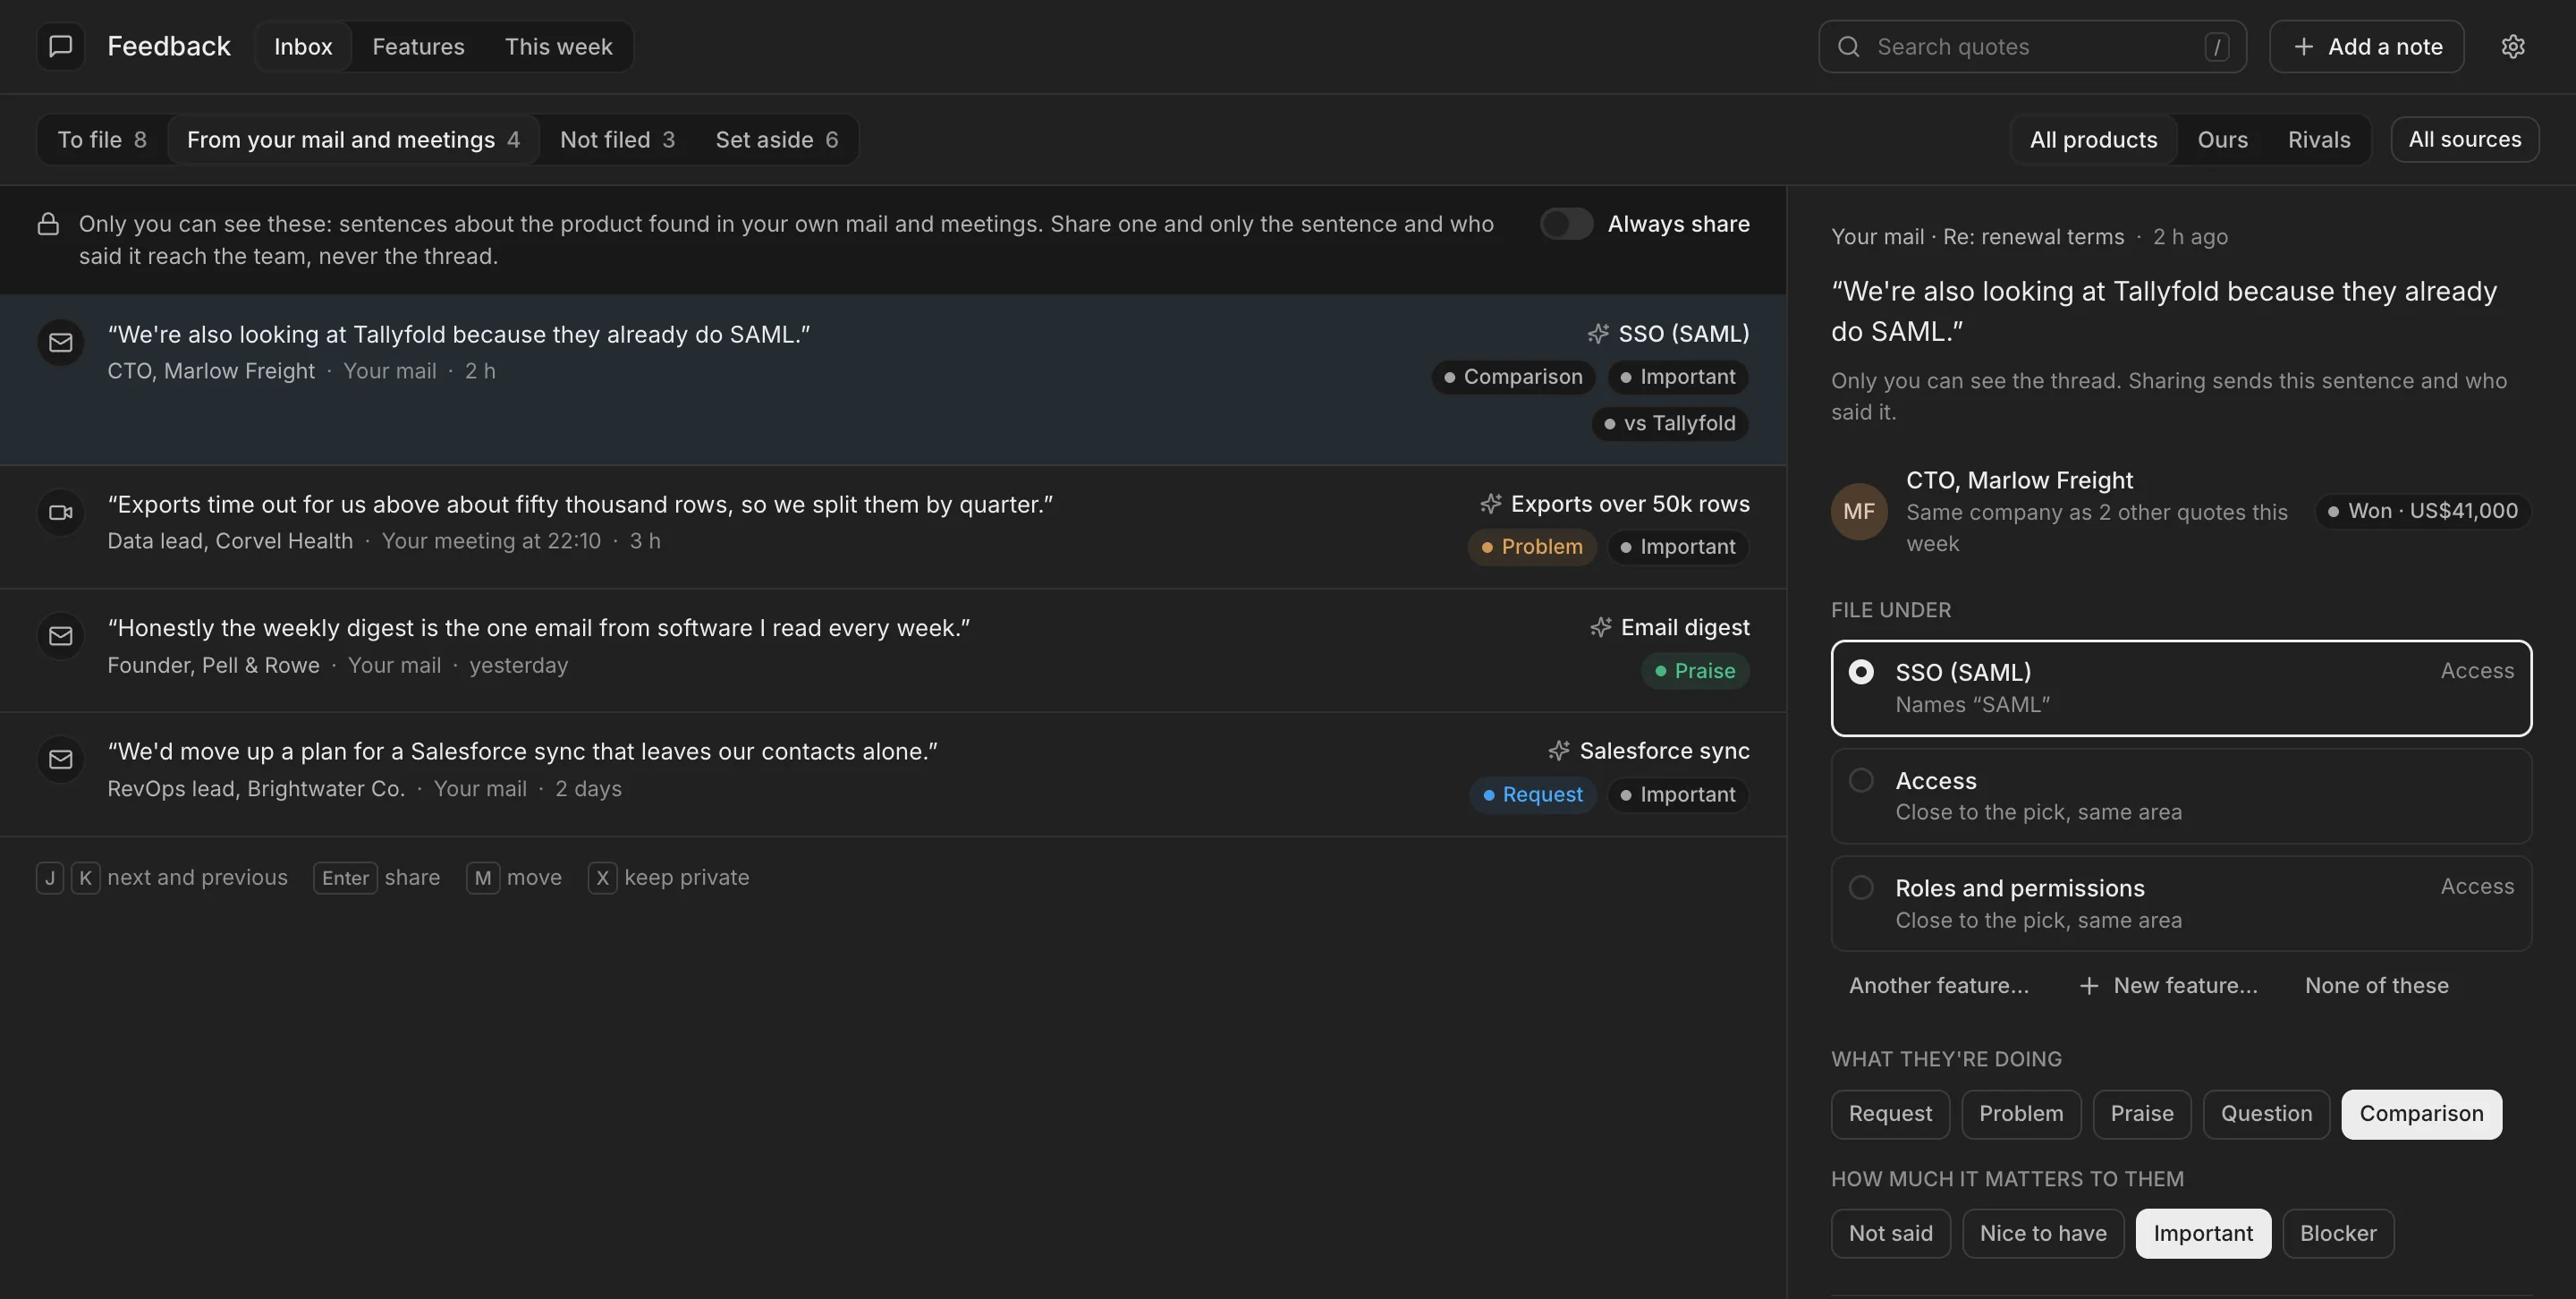 Feedback
Inbox
Features
This week
Search quotes
/
Add a note
To file 8
From your mail and meetings 4
Not filed 3
Set aside 6
All products
Ours
Rivals
All sources
Only you can see these: sentences about the product found in your own mail and meetings. Share one and only the sentence and who
said it reach the team, never the thread.
Always share
“We're also looking at Tallyfold because they already do SAML.”
CTO, Marlow Freight · Your mail · 2 h
SSO (SAML)
Comparison
Important
vs Tallyfold
“Exports time out for us above about fifty thousand rows, so we split them by quarter.”
Data lead, Corvel Health · Your meeting at 22:10 · 3 h
Exports over 50k rows
Problem
Important
“Honestly the weekly digest is the one email from software I read every week.”
Founder, Pell & Rowe · Your mail · yesterday
Email digest
Praise
“We'd move up a plan for a Salesforce sync that leaves our contacts alone.”
RevOps lead, Brightwater Co. · Your mail · 2 days
Salesforce sync
Request
Important
J K next and previous Enter share M move X keep private
Your mail · Re: renewal terms · 2 h ago
“We're also looking at Tallyfold because they already
do SAML.”
Only you can see the thread. Sharing sends this sentence and who
said it.
MF
CTO, Marlow Freight
Same company as 2 other quotes this
week
Won · US$41,000
FILE UNDER
SSO (SAML)
Access
Names “SAML”
Access
Close to the pick, same area
Roles and permissions
Access
Close to the pick, same area
Another feature...
New feature...
None of these
WHAT THEY'RE DOING
Request
Problem
Praise
Question
Comparison
HOW MUCH IT MATTERS TO THEM
Not said
Nice to have
Important
Blocker